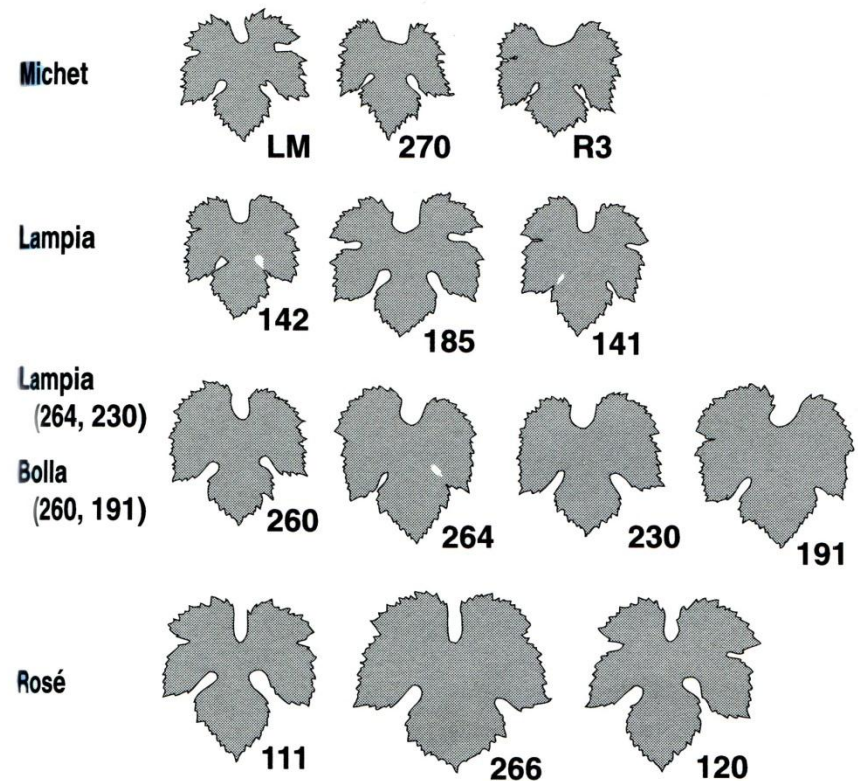 Michet
LM 270 R3
Lampia
142 185 141
Lampia
(264, 230)
Bolla
(260, 191)
260 264 230 191
Rosé
111 266 120